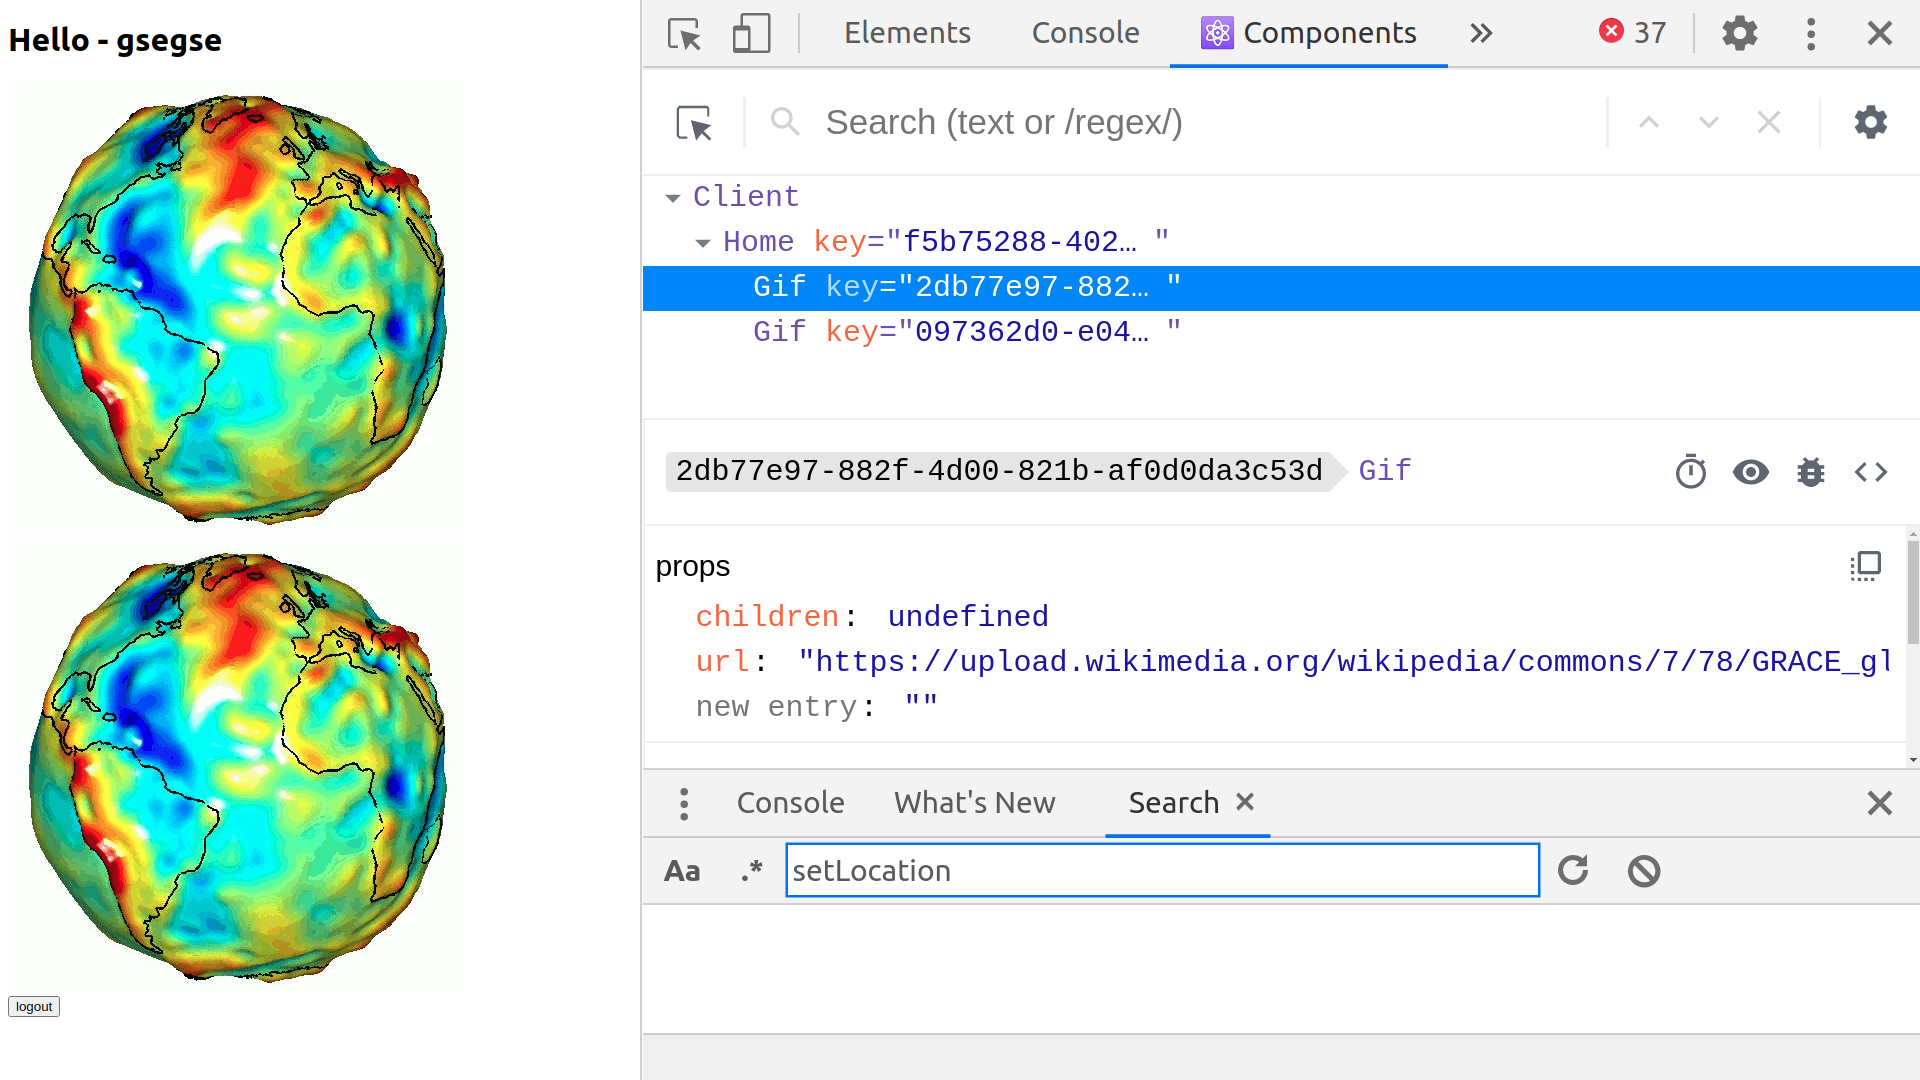 Hello - gsegse
logout
Elements Console Components 37
Search (text or /regex/)
Client
Home key="f5b75288-402… "
Gif key="2db77e97-882… "
Gif key="097362d0-e04… "
2db77e97-882f-4d00-821b-af0d0da3c53d Gif
props
children: undefined
url: "https://upload.wikimedia.org/wikipedia/commons/7/78/GRACE_gl
new entry: ""
Console What's New Search
Aa .* setLocation